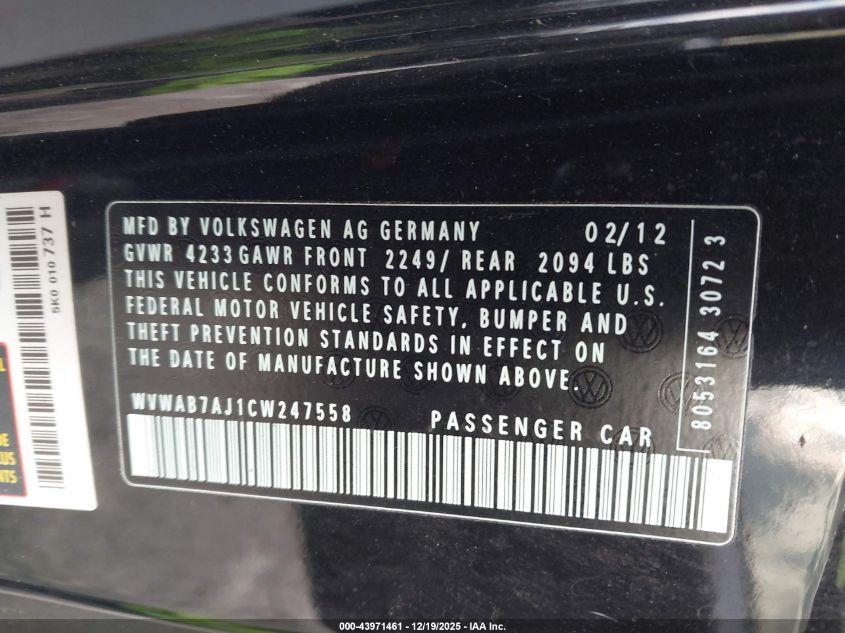 MFD BY VOLKSWAGEN AG GERMANY 02/12
GVWR 4233 GAWR FRONT 2249/ REAR 2094 LBS
THIS VEHICLE CONFORMS TO ALL APPLICABLE U.S.
FEDERAL MOTOR VEHICLE SAFETY, BUMPER AND
THEFT PREVENTION STANDARDS IN EFFECT ON
THE DATE OF MANUFACTURE SHOWN ABOVE.
WVWAB7AJ1CW247558 PASSENGER CAR
8053164 3072 3
5K0 010 737 H
000-43971461 - 12/19/2025 - IAA Inc.